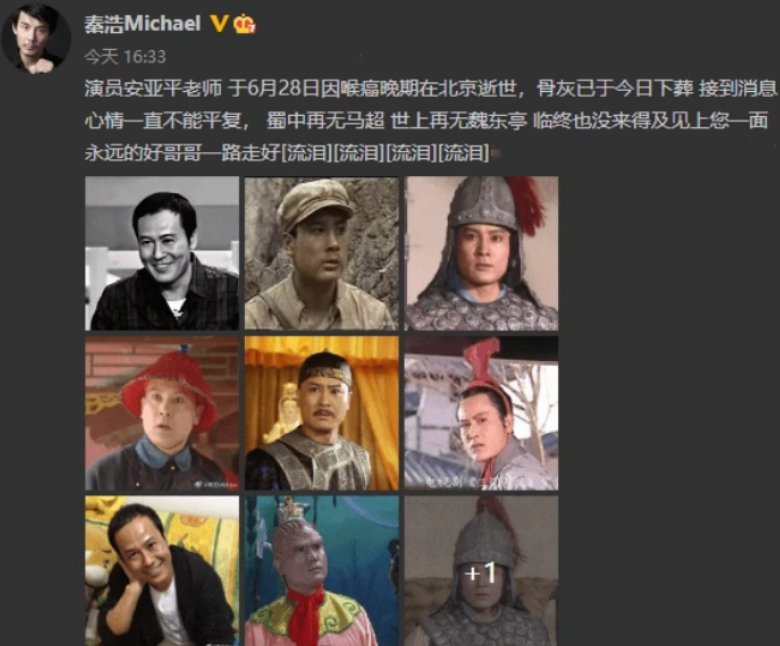 秦浩Michael
今天 16:33
演员安亚平老师 于6月28日因喉癌晚期在北京逝世，骨灰已于今日下葬 接到消息
心情一直不能平复， 蜀中再无马超 世上再无魏东亭 临终也没来得及见上您一面
永远的好哥哥一路走好[流泪][流泪][流泪][流泪]
+1